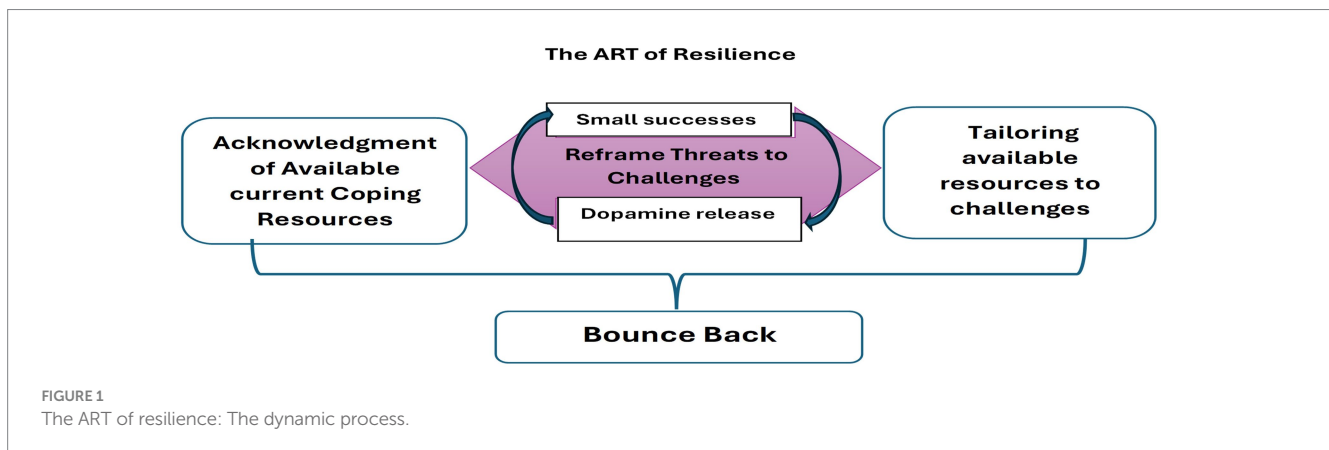 The ART of Resilience
Acknowledgment
of Available
current Coping
Resources
Small successes
Reframe Threats to
Challenges
Dopamine release
Tailoring
available
resources to
challenges
Bounce Back
FIGURE 1
The ART of resilience: The dynamic process.